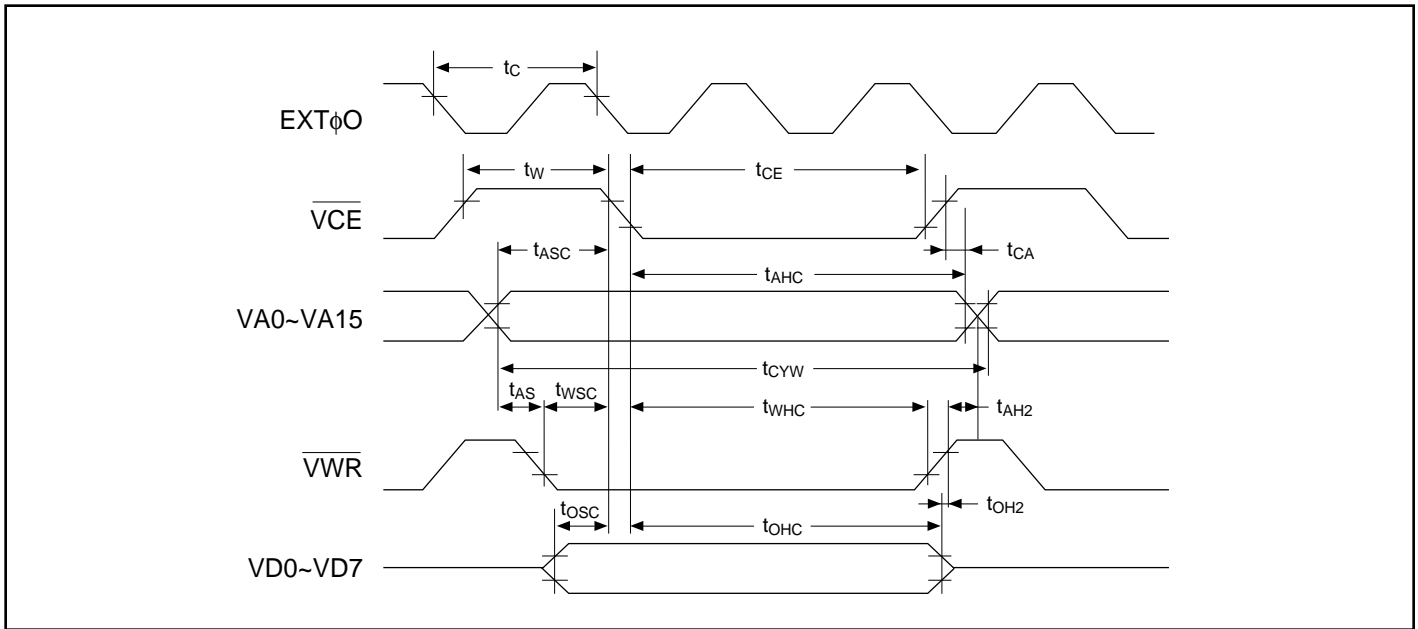 tC
EXTϕO
tW
tCE
VCE
tASC
tCA
tAHC
VA0~VA15
tCYW
tAS
tWSC
tWHC
tAH2
VWR
tOSC
tOH2
tOHC
VD0~VD7